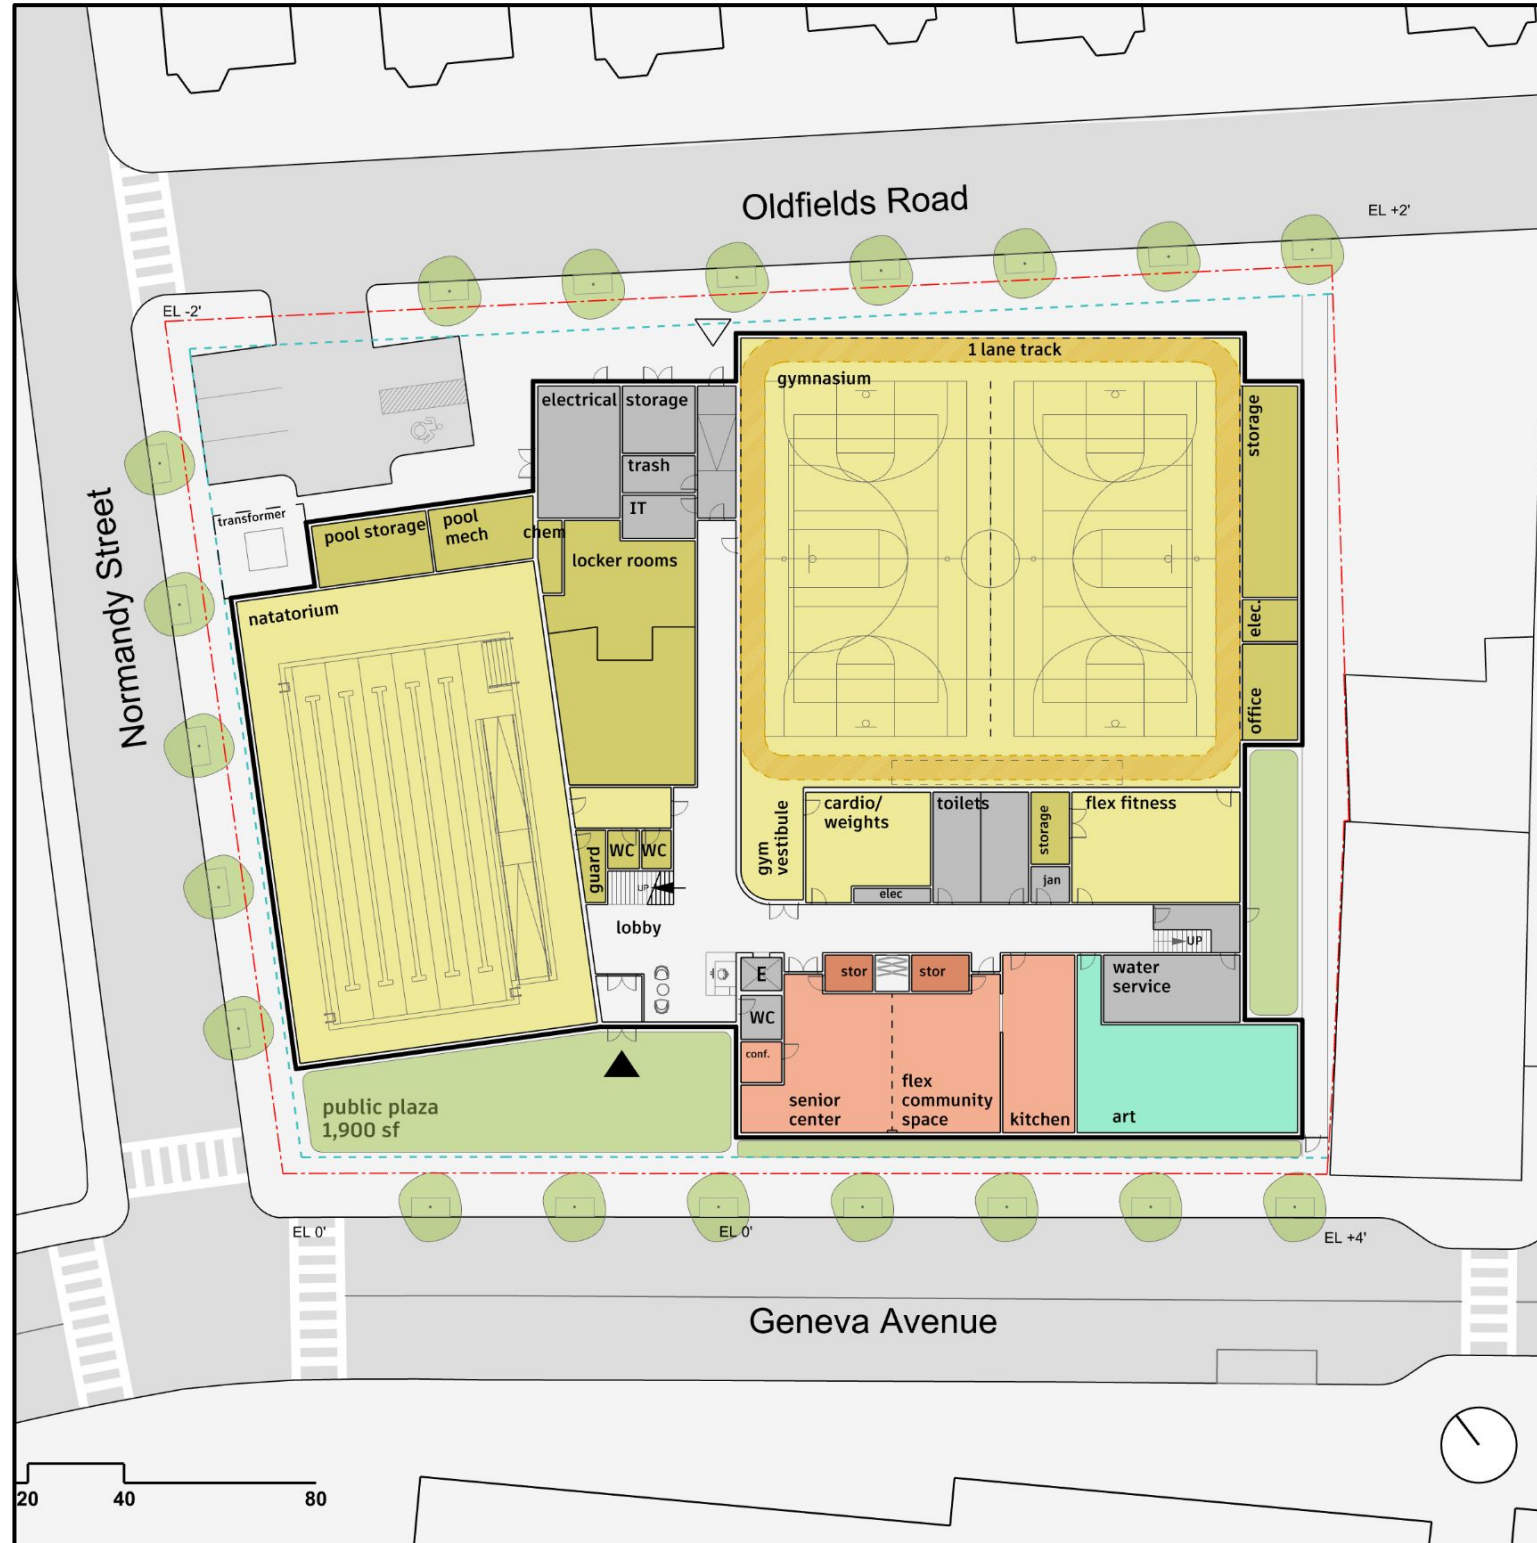 Oldfields Road
EL +2'
EL -2'
1 lane track
gymnasium
electrical
storage
storage
trash
IT
transformer
pool storage
pool
mech
chem
locker rooms
Normandy Street
natatorium
elec.
office
cardio/
weights
toilets
storage
flex fitness
gym
vestibule
guard
WC
WC
jan
elec
UP
lobby
UP
E
stor
stor
water
service
WC
conf.
senior
center
flex
community
space
kitchen
art
public plaza
1,900 sf
EL 0'
EL 0'
EL +4'
Geneva Avenue
20
40
80